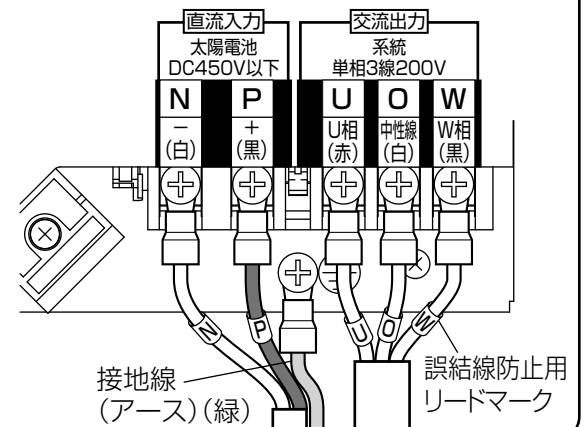 直流入力
太陽電池
DC450V以下
交流出力
系統
単相3線200V
N P U O W
－
(白)
＋
(黒)
U相
(赤)
中性線
(白)
W相
(黒)
N P U O W
接地線
(アース)(緑)
誤結線防止用
リードマーク